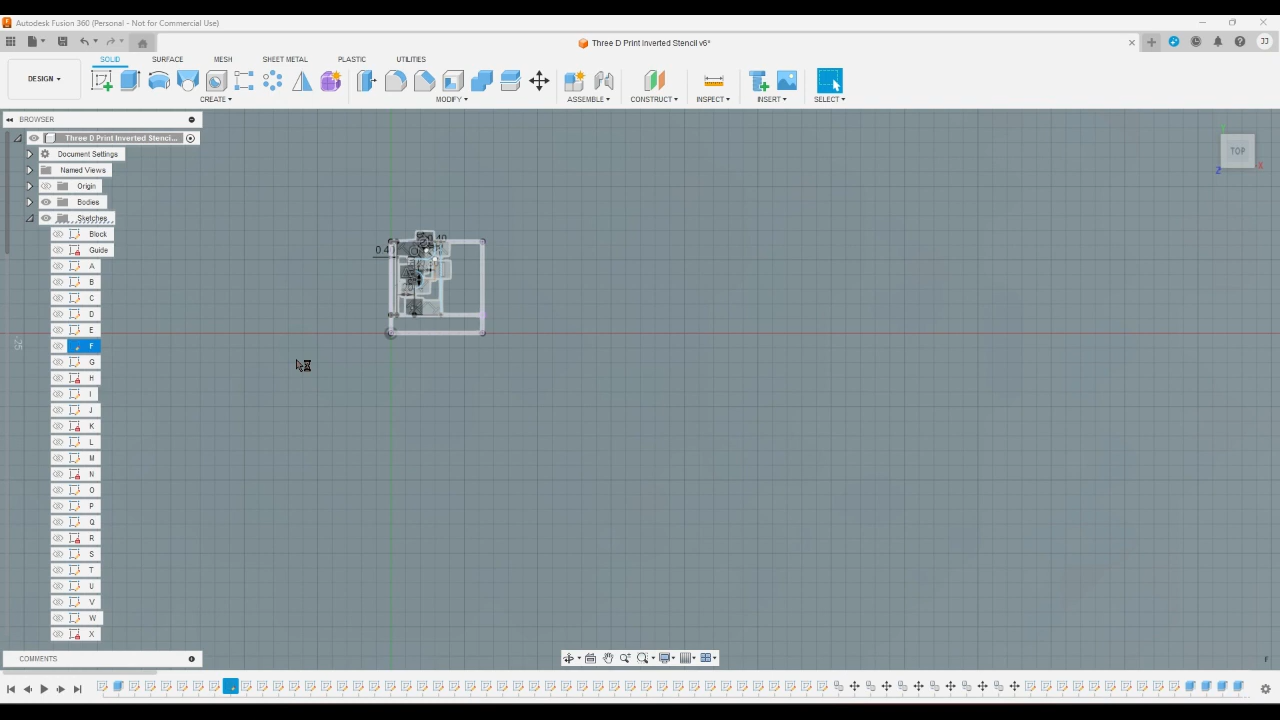 Autodesk Fusion 360 (Personal - Not for Commercial Use)
Three D Print Inverted Stencil v6*
JJ
DESIGN
SOLID SURFACE MESH SHEET METAL PLASTIC UTILITIES
CREATE MODIFY ASSEMBLE CONSTRUCT INSPECT INSERT SELECT
BROWSER
Three D Print Inverted Stenci...
Document Settings
Named Views
Origin
Bodies
Sketches
Block
Guide
A
B
C
D
E
F
G
H
I
J
K
L
M
N
O
P
Q
R
S
T
U
V
W
X
TOP
X
Z
COMMENTS
F